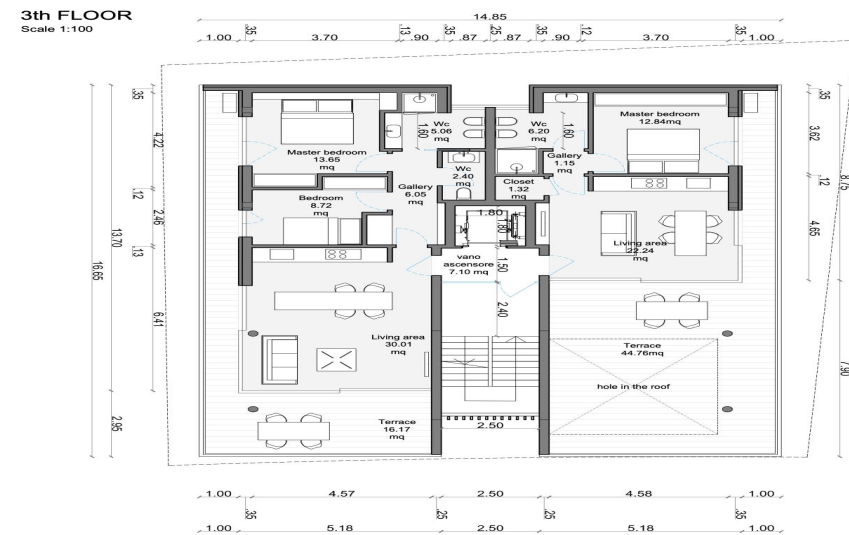 3th FLOOR
Scale 1:100
14.85
1.00 .35 3.70 .13 .90 .35 .87 .25 .87 .35 .90 .12 3.70 .35 1.00
.35
4.22
.12
2.46
.13
6.41
13.70
2.95
16.65
.35
3.62
.12
4.65
8.75
7.90
Master bedroom
13.65
mq
Wc
5.06
mq
1.60
Wc
6.20
mq
1.60
Master bedroom
12.84mq
Gallery
1.15
mq
Wc
2.40
mq
Closet
1.32
mq
Gallery
6.05
mq
Bedroom
8.72
mq
1.80
1.80
Living area
22.24
mq
vano
ascensore
7.10 mq
1.50
2.40
Living area
30.01
mq
Terrace
44.76mq
hole in the roof
Terrace
16.17
mq
2.50
1.00 4.57 2.50 4.58 1.00
.35 .25 .25 .35
1.00 5.18 2.50 5.18 1.00